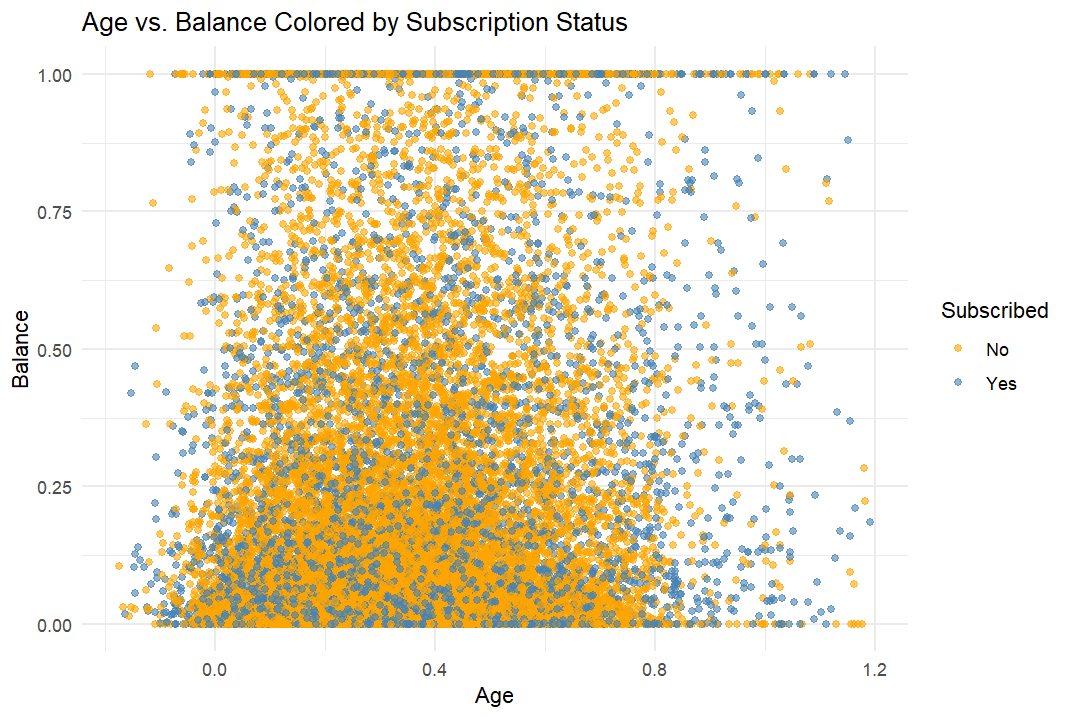 Age vs. Balance Colored by Subscription Status
1.00
0.75
0.50
0.25
0.00
Balance
0.0 0.4 0.8 1.2
Age
Subscribed
No
Yes